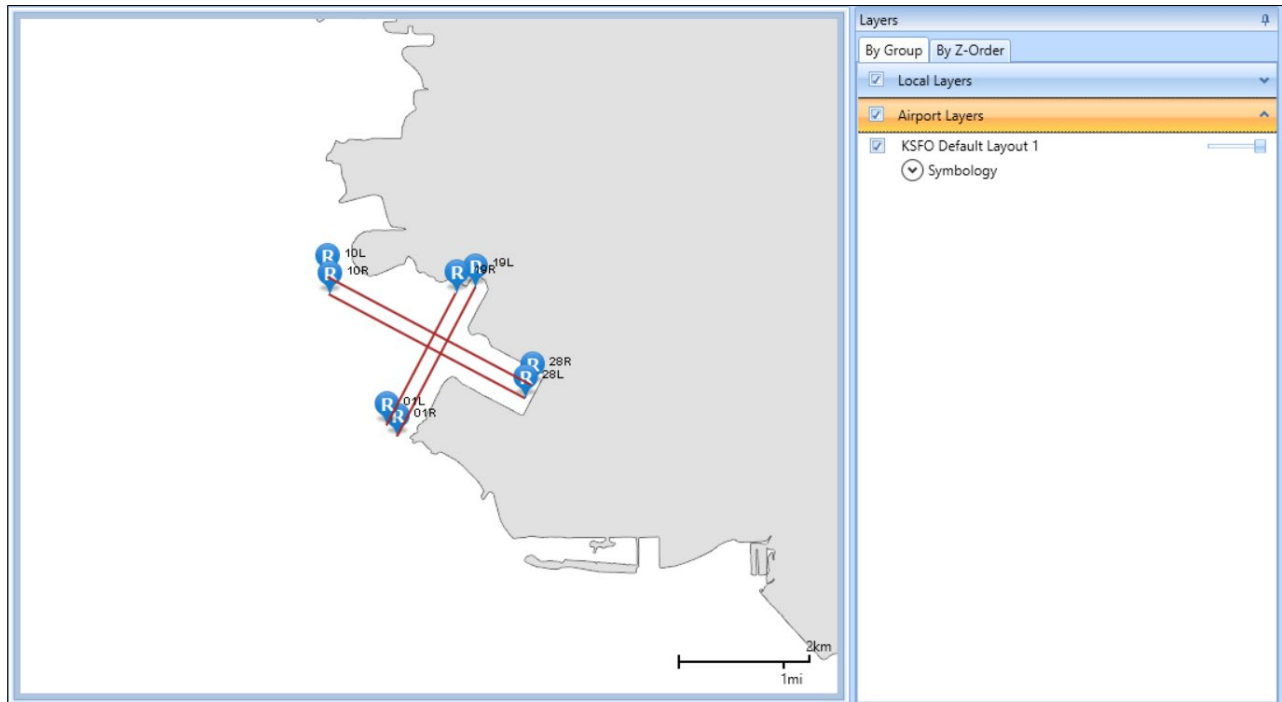 Layers
By Group By Z-Order
Local Layers
Airport Layers
KSFO Default Layout 1
Symbology
R 10L
R 10R
R 19L
R 19R
R 28R
R 28L
R 01L
R 01R
2km
1mi